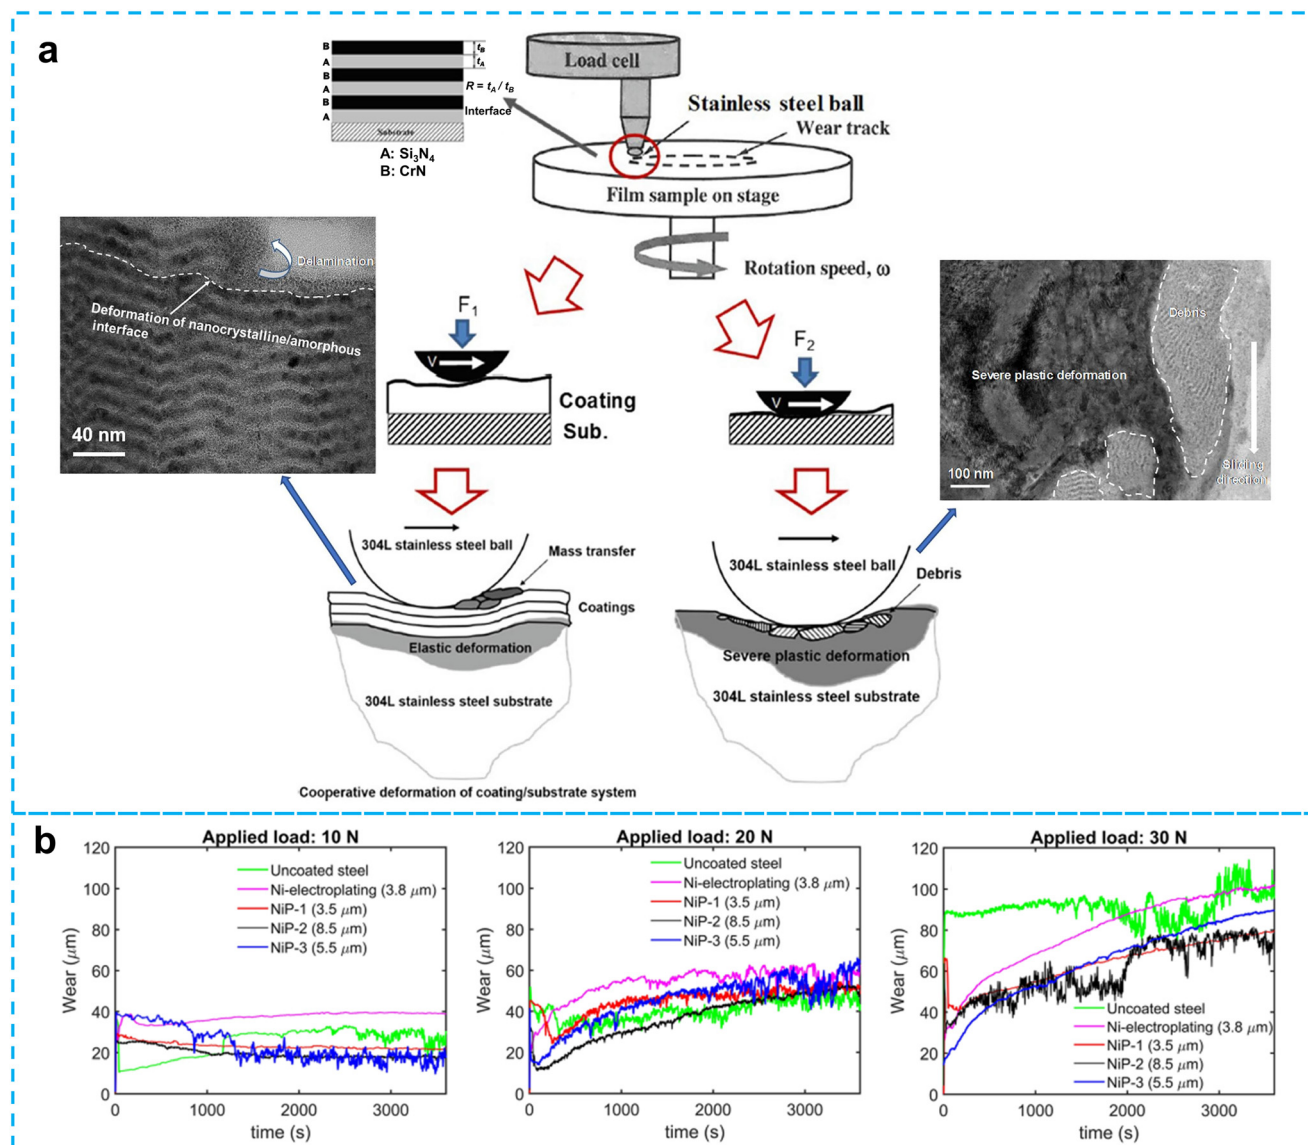 a
B
A
B
A
B
A
t_B
t_A
R = t_A / t_B
Interface
Substrate
A: Si₃N₄
B: CrN
Load cell
Stainless steel ball
Wear track
Film sample on stage
Rotation speed, ω
Delamination
Deformation of nanocrystalline/amorphous
interface
40 nm
F₁
V
Coating
Sub.
F₂
V
Debris
Severe plastic deformation
100 nm
Sliding
direction
304L stainless steel ball
Mass transfer
Coatings
Elastic deformation
304L stainless steel substrate
Cooperative deformation of coating/substrate system
304L stainless steel ball
Debris
Severe plastic deformation
304L stainless steel substrate
b
Applied load: 10 N
Wear (μm)
120
100
80
60
40
20
0
Uncoated steel
Ni-electroplating (3.8 μm)
NiP-1 (3.5 μm)
NiP-2 (8.5 μm)
NiP-3 (5.5 μm)
0 1000 2000 3000
time (s)
Applied load: 20 N
Wear (μm)
120
100
80
60
40
20
0
Uncoated steel
Ni-electroplating (3.8 μm)
NiP-1 (3.5 μm)
NiP-2 (8.5 μm)
NiP-3 (5.5 μm)
0 1000 2000 3000
time (s)
Applied load: 30 N
Wear (μm)
120
100
80
60
40
20
0
Uncoated steel
Ni-electroplating (3.8 μm)
NiP-1 (3.5 μm)
NiP-2 (8.5 μm)
NiP-3 (5.5 μm)
0 1000 2000 3000
time (s)